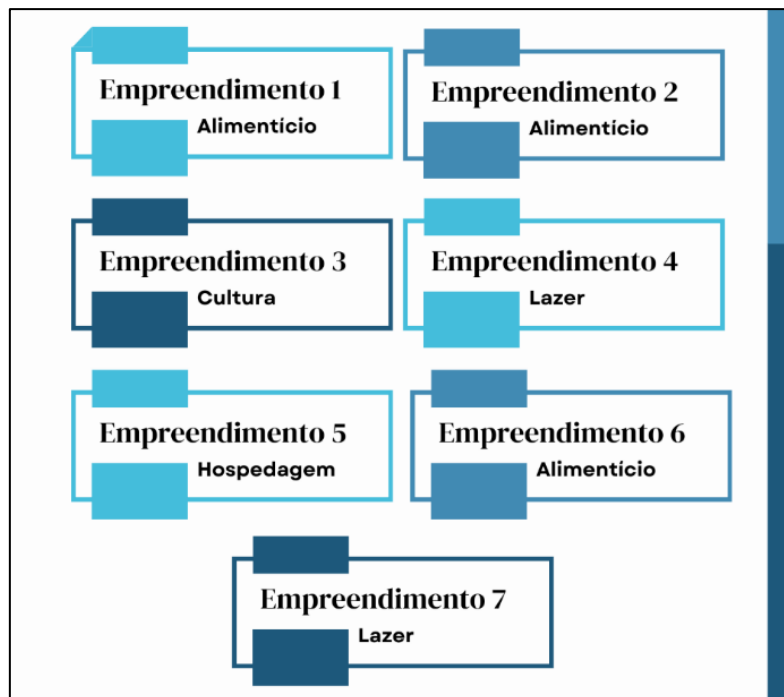 Empreendimento 1
Alimentício
Empreendimento 2
Alimentício
Empreendimento 3
Cultura
Empreendimento 4
Lazer
Empreendimento 5
Hospedagem
Empreendimento 6
Alimentício
Empreendimento 7
Lazer